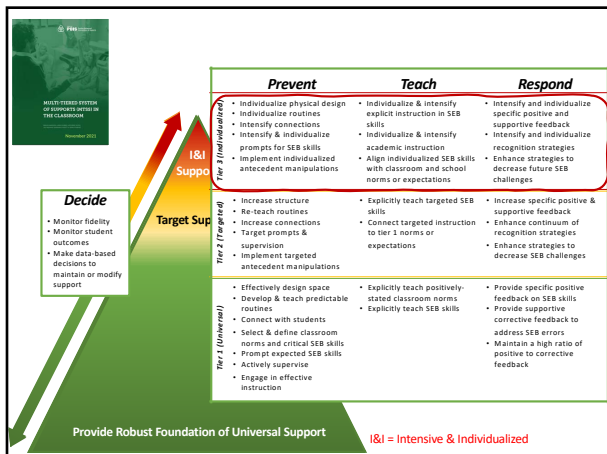 PBIS
MULTI-TIERED SYSTEM
OF SUPPORTS (MTSS) IN
THE CLASSROOM
November 2021
Prevent
Teach
Respond
Tier 3 (Individualized)
• Individualize physical design
• Individualize routines
• Intensify connections
• Intensify & individualize
prompts for SEB skills
• Implement individualized
antecedent manipulations
• Individualize & intensify
explicit instruction in SEB
skills
• Individualize & intensify
academic instruction
• Align individualized SEB skills
with classroom and school
norms or expectations
• Intensify and individualize
specific positive and
supportive feedback
• Intensify and individualize
recognition strategies
• Enhance strategies to
decrease future SEB
challenges
I&I
Suppo
Target Sup
Decide
• Monitor fidelity
• Monitor student
outcomes
• Make data-based
decisions to
maintain or modify
support
Tier 2 (Targeted)
• Increase structure
• Re-teach routines
• Increase connections
• Target prompts &
supervision
• Implement targeted
antecedent manipulations
• Explicitly teach targeted SEB
skills
• Connect targeted instruction
to tier 1 norms or
expectations
• Increase specific positive &
supportive feedback
• Enhance continuum of
recognition strategies
• Enhance strategies to
decrease SEB challenges
Tier 1 (Universal)
• Effectively design space
• Develop & teach predictable
routines
• Connect with students
• Select & define classroom
norms and critical SEB skills
• Prompt expected SEB skills
• Actively supervise
• Engage in effective
instruction
• Explicitly teach positively-
stated classroom norms
• Explicitly teach SEB skills
• Provide specific positive
feedback on SEB skills
• Provide supportive
corrective feedback to
address SEB errors
• Maintain a high ratio of
positive to corrective
feedback
Provide Robust Foundation of Universal Support
I&I = Intensive & Individualized